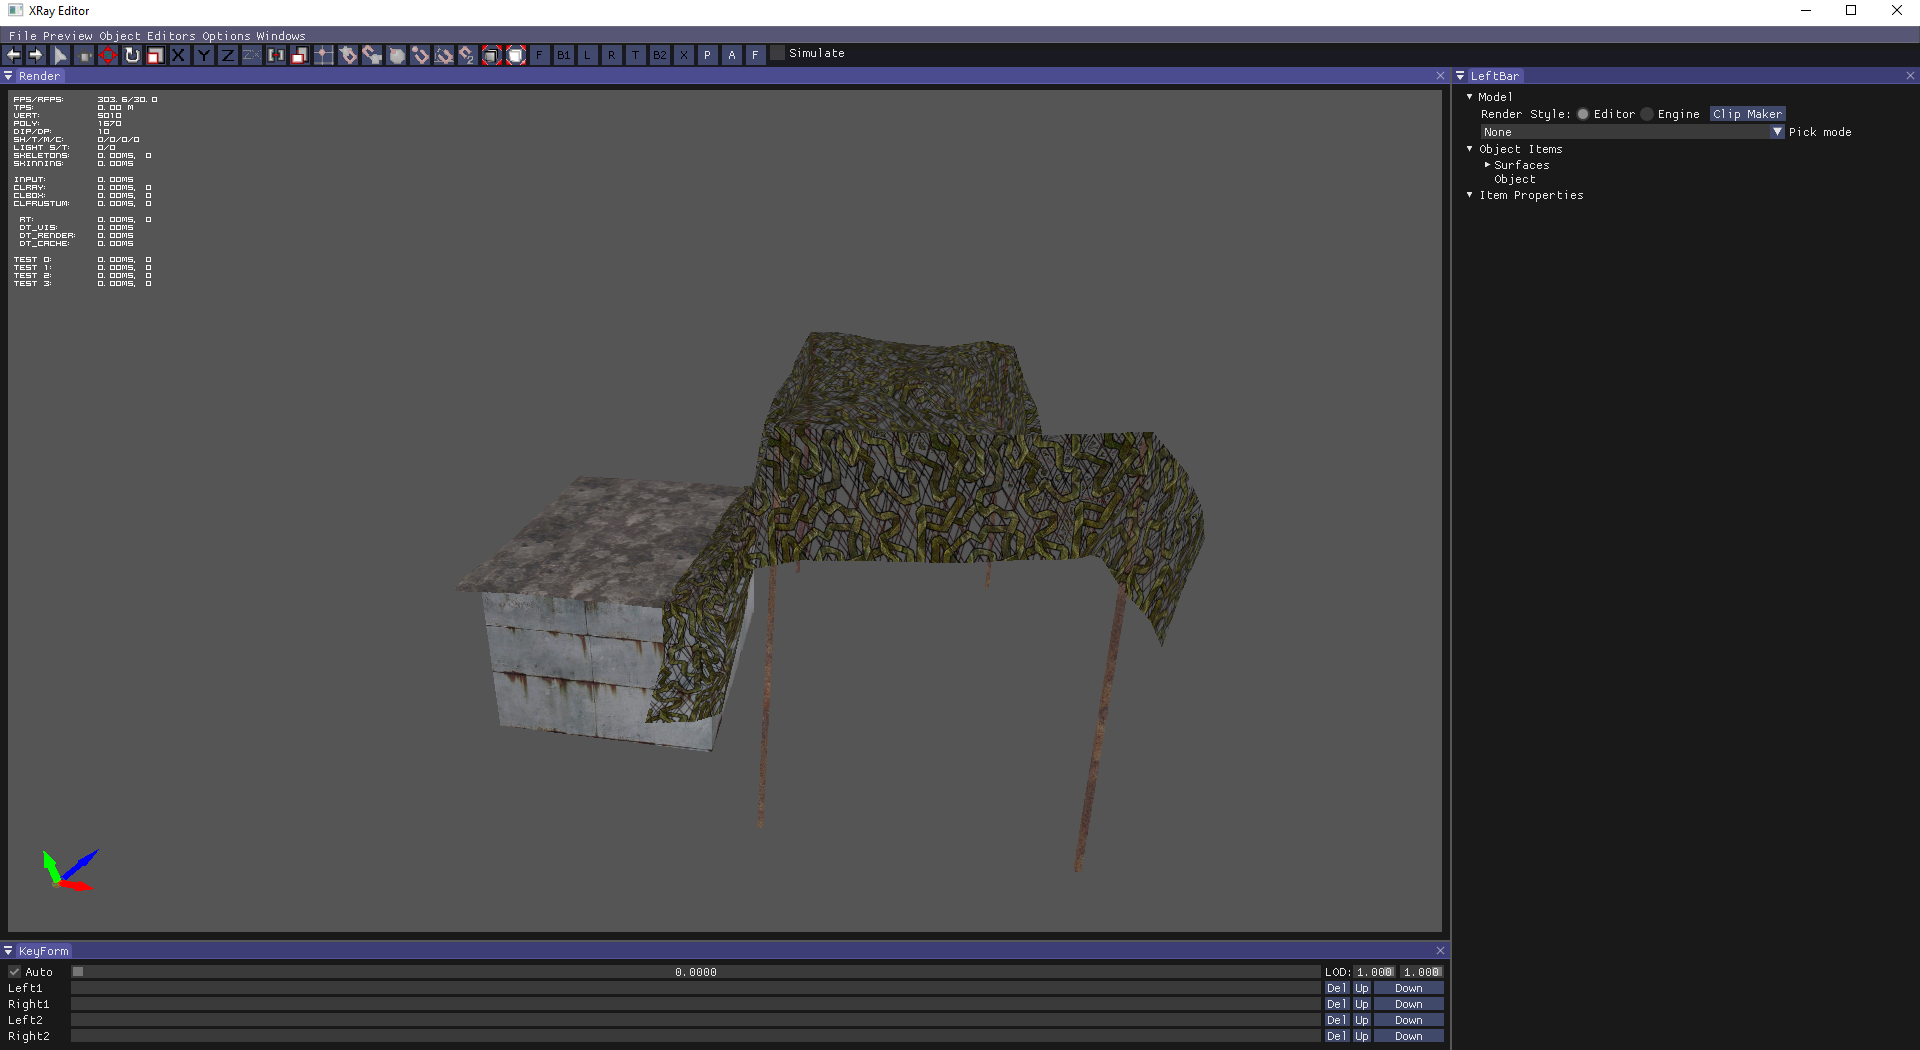 XRay Editor
File Preview Object Editors Options Windows
X Y Z ZX F B1 L R T B2 X P A F Simulate
Render
FPS/RFPS: 303.6/30.0
TPS: 0.00 M
VERT: 5010
POLY: 1670
DIP/DP: 10
SH/T/M/C: 0/0/0/0
LIGHT S/T: 0/0
SKELETONS: 0.00MS, 0
SKINNING: 0.00MS
INPUT: 0.00MS
CLRAY: 0.00MS, 0
CLBOX: 0.00MS, 0
CLFRUSTUM: 0.00MS, 0
RT: 0.00MS, 0
DT_VIS: 0.00MS
DT_RENDER: 0.00MS
DT_CACHE: 0.00MS
TEST 0: 0.00MS, 0
TEST 1: 0.00MS, 0
TEST 2: 0.00MS, 0
TEST 3: 0.00MS, 0
LeftBar
Model
Render Style: Editor Engine Clip Maker
None Pick mode
Object Items
Surfaces
Object
Item Properties
KeyForm
Auto 0.0000 LOD: 1.000 1.000
Left1 Del Up Down
Right1 Del Up Down
Left2 Del Up Down
Right2 Del Up Down